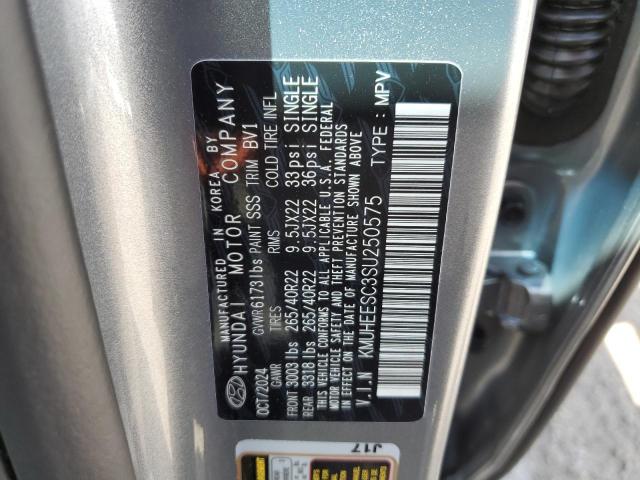 MANUFACTURED IN KOREA BY
HYUNDAI MOTOR COMPANY
OCT/2024 GVWR 6173 lbs PAINT SSS TRIM BV1
GAWR TIRES RIMS COLD TIRE INFL
FRONT 3003 lbs 265/40R22 9.5JX22 33psi SINGLE
REAR 3318 lbs 265/40R22 9.5JX22 36psi SINGLE
THIS VEHICLE CONFORMS TO ALL APPLICABLE U.S.A. FEDERAL
MOTOR VEHICLE SAFETY AND THEFT PREVENTION STANDARDS
IN EFFECT ON THE DATE OF MANUFACTURE SHOWN ABOVE
V.I.N KMUHEESC3SU250575 TYPE : MPV
J17